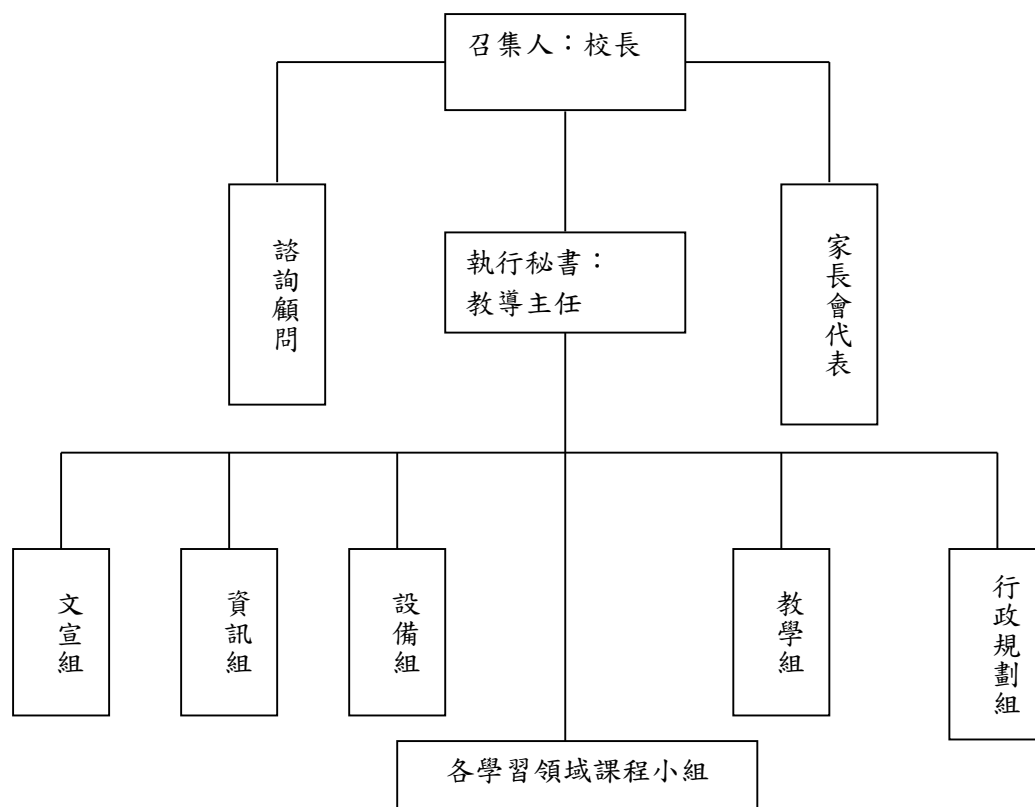 召集人：校長
諮詢顧問
執行秘書：
教導主任
家長會代表
文宣組
資訊組
設備組
教學組
行政規劃組
各學習領域課程小組